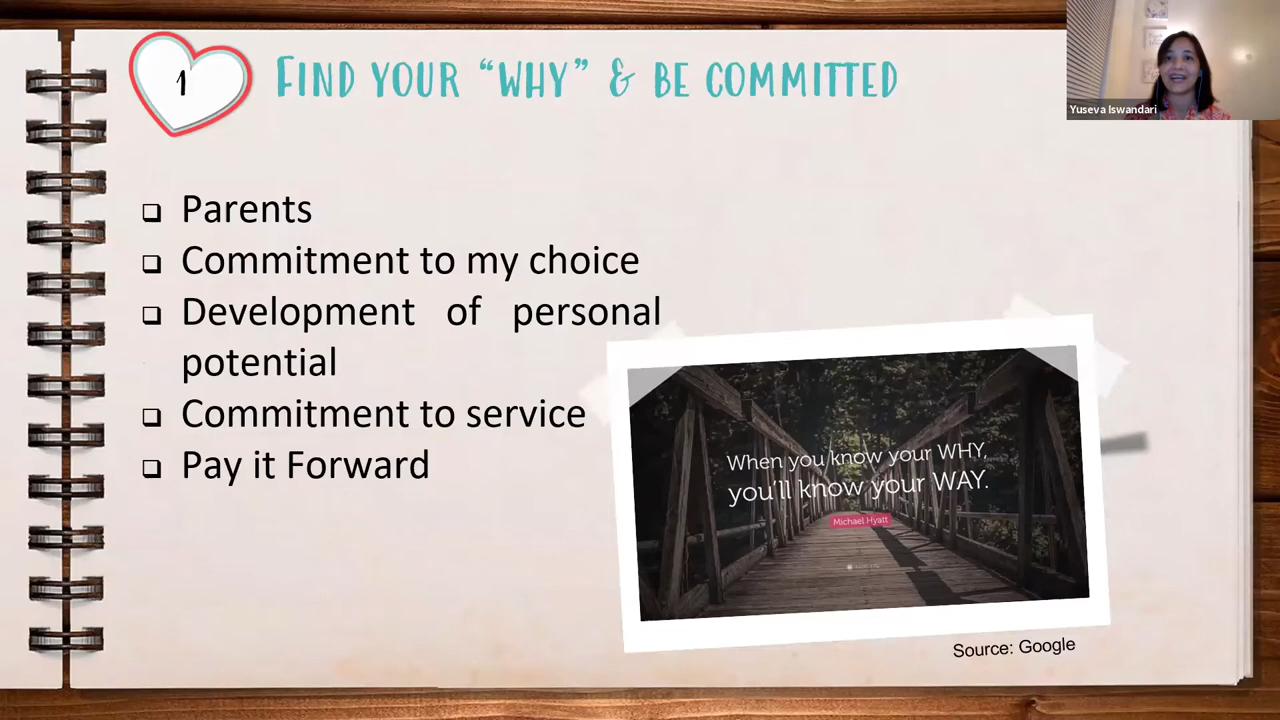 1
FIND YOUR “WHY” & BE COMMITTED
Yuseva Iswandari
❑ Parents
❑ Commitment to my choice
❑ Development of personal
potential
❑ Commitment to service
❑ Pay it Forward
When you know your WHY,
you'll know your WAY.
Michael Hyatt
Source: Google